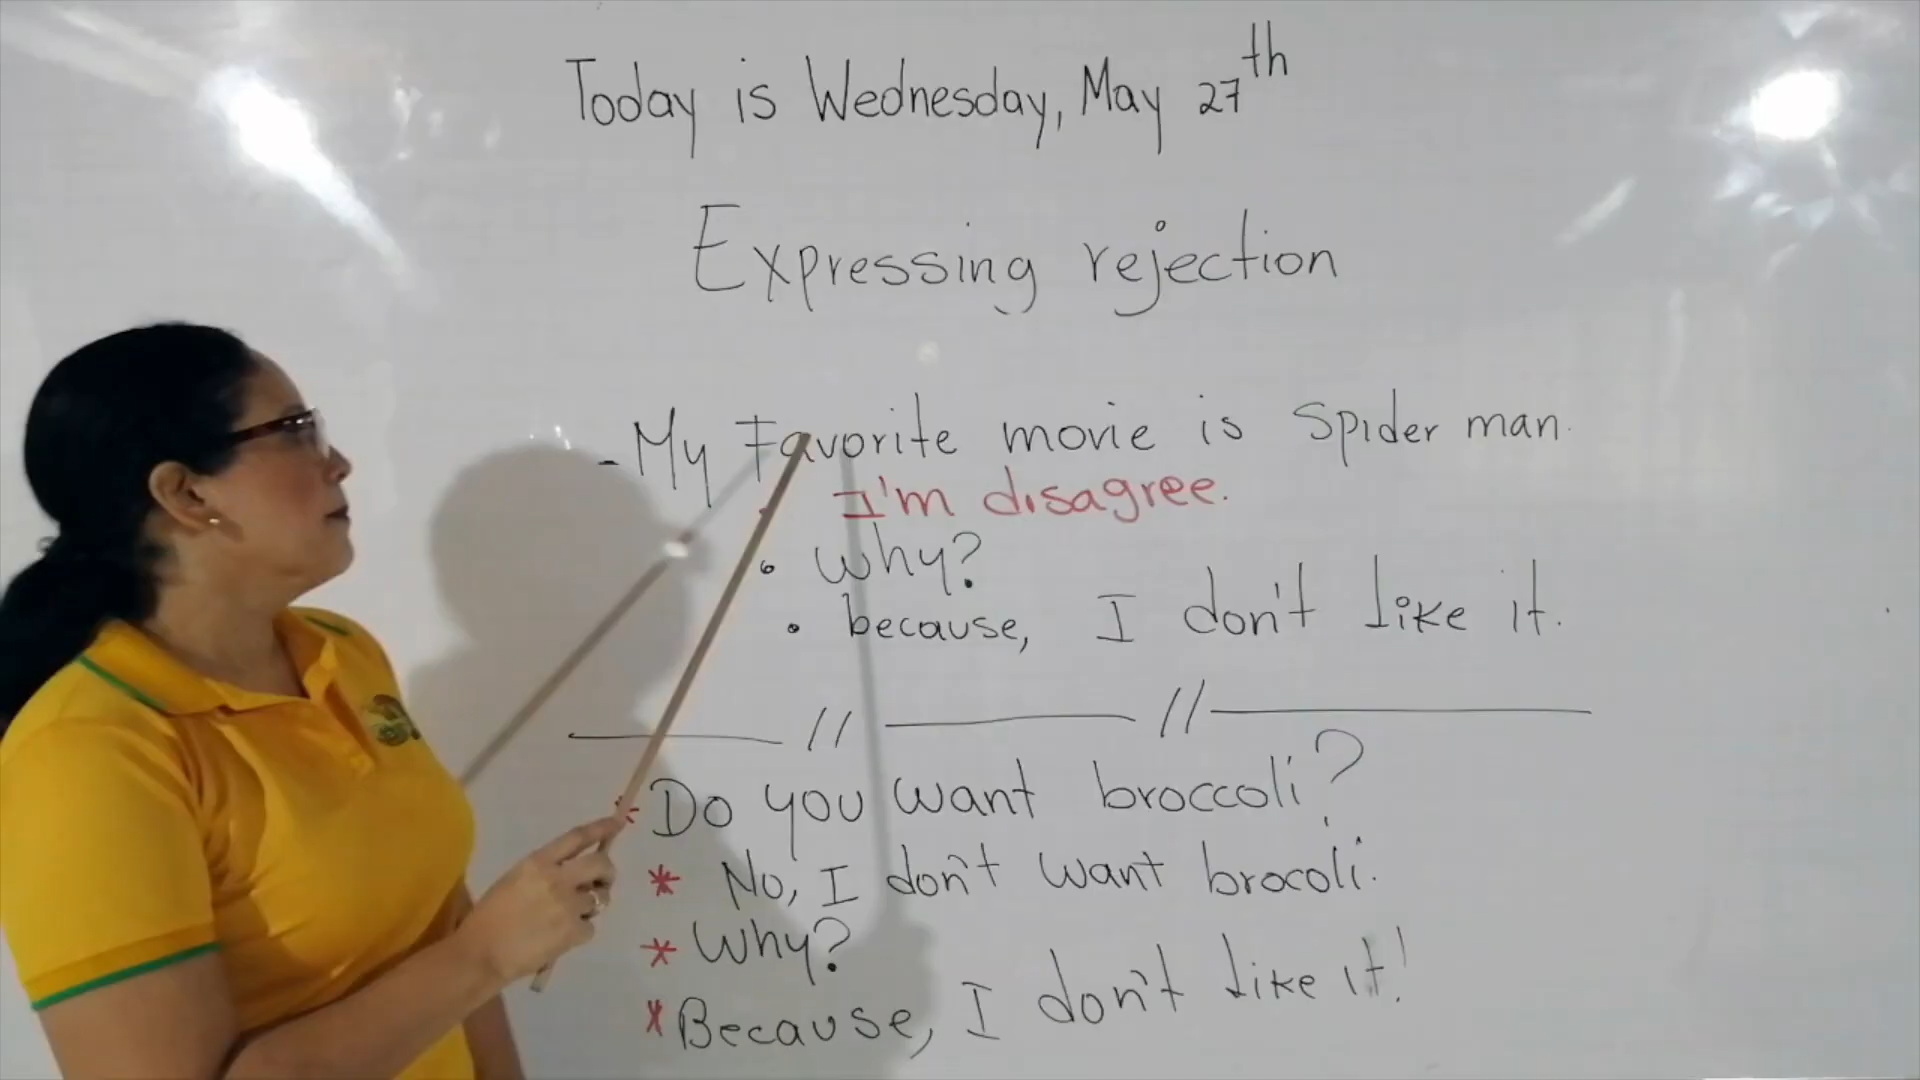 Today is Wednesday, May 27th
Expressing rejection
- My Favorite movie is Spider man.
I'm disagree.
• Why?
• because, I don't like it.
// //
* Do you want broccoli?
* No, I don't want brocoli.
* Why?
* Because, I don't like it!